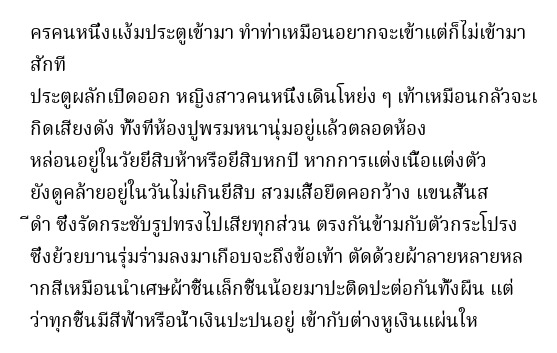 ครคนหนึ่งแง้มประตูเข้ามา ทำท่าเหมือนอยากจะเข้าแต่ก็ไม่เข้ามา
สักที
ประตูผลักเปิดออก หญิงสาวคนหนึ่งเดินโหย่ง ๆ เท้าเหมือนกลัวจะเ
กิดเสียงดัง ทั้งที่ห้องปูพรมหนานุ่มอยู่แล้วตลอดห้อง
หล่อนอยู่ในวัยยี่สิบห้าหรือยี่สิบหกปี หากการแต่งเนื้อแต่งตัว
ยังดูคล้ายอยู่ในวันไม่เกินยี่สิบ สวมเสื้อยืดคอกว้าง แขนสั้นส
ีดำ ซึ่งรัดกระชับรูปทรงไปเสียทุกส่วน ตรงกันข้ามกับตัวกระโปรง
ซึ่งย้วยบานรุ่มร่ามลงมาเกือบจะถึงข้อเท้า ตัดด้วยผ้าลายหลายหล
ากสีเหมือนนำเศษผ้าชิ้นเล็กชิ้นน้อยมาปะติดปะต่อกันทั้งผืน แต่
ว่าทุกชิ้นมีสีฟ้าหรือน้ำเงินปะปนอยู่ เข้ากับต่างหูเงินแผ่นให